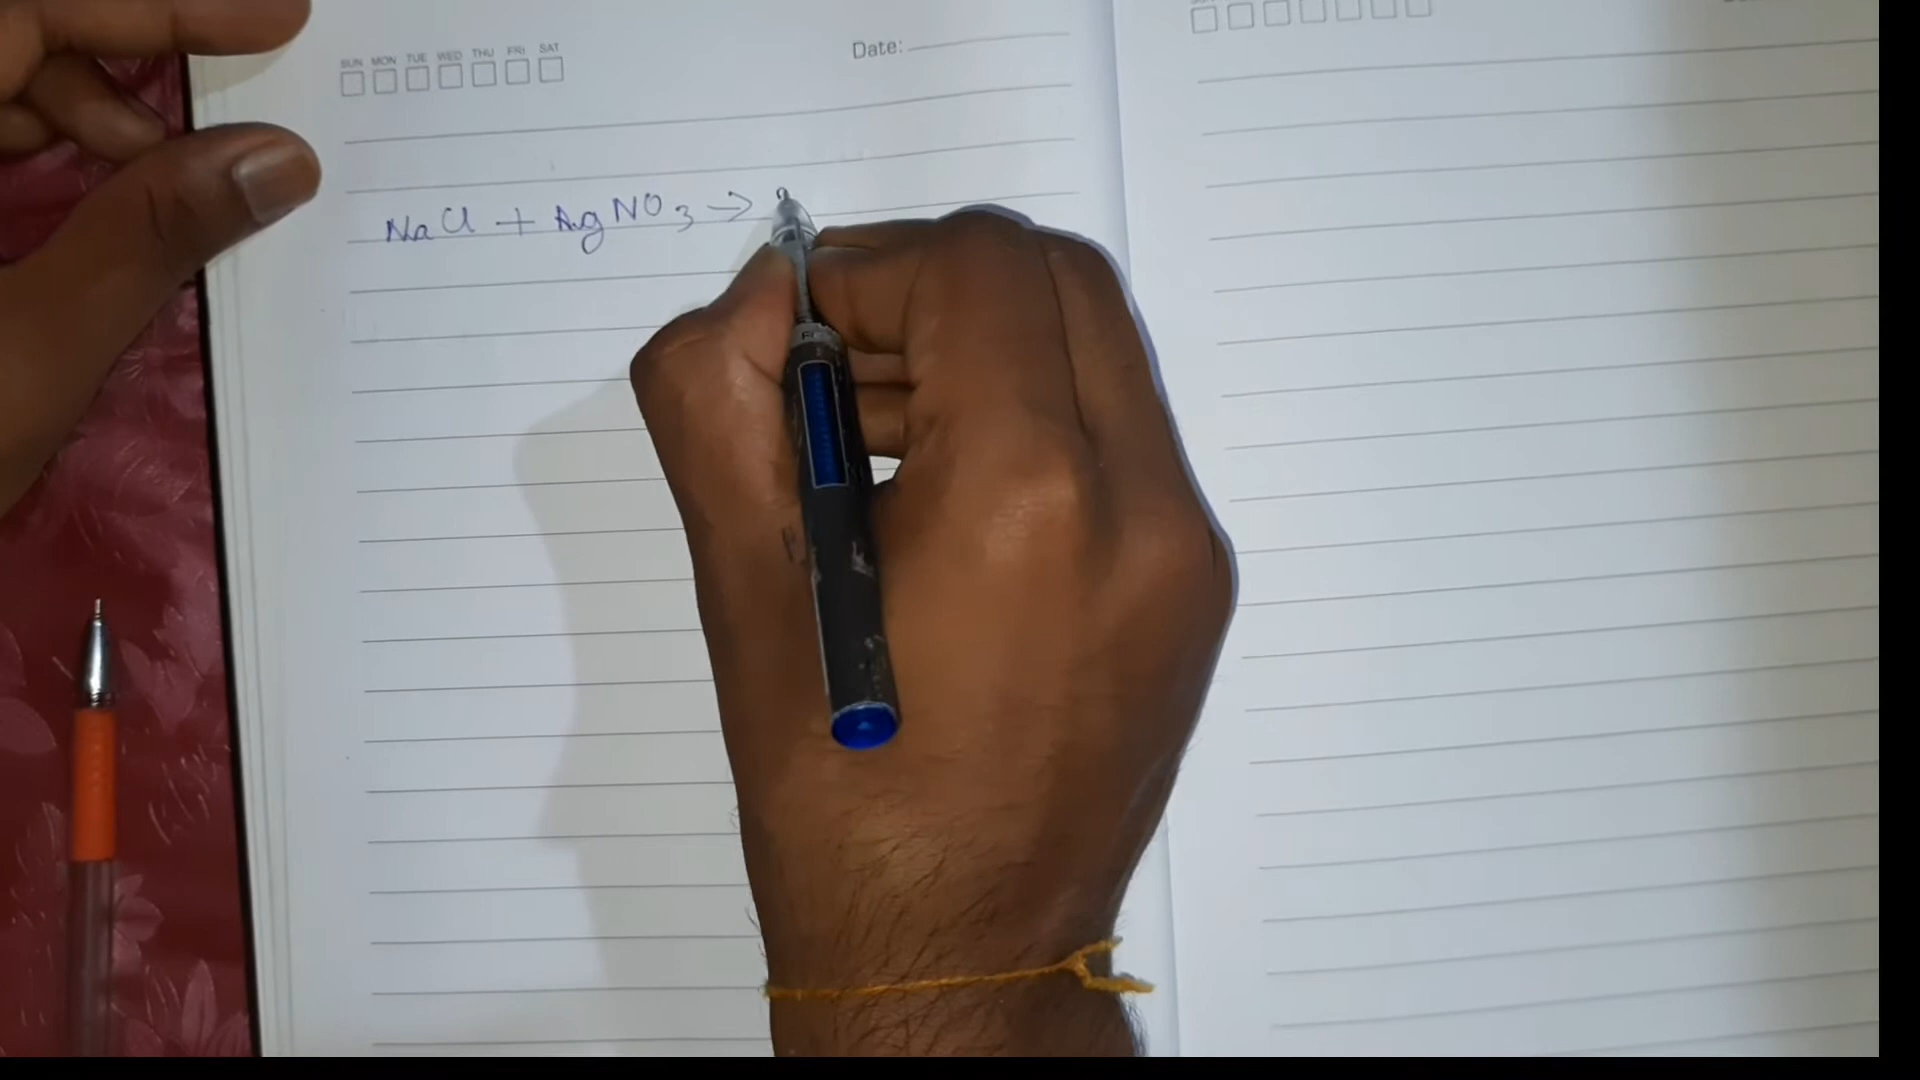 SUN MON TUE WED THU FRI SAT
Date:
NaCl + AgNO3 →